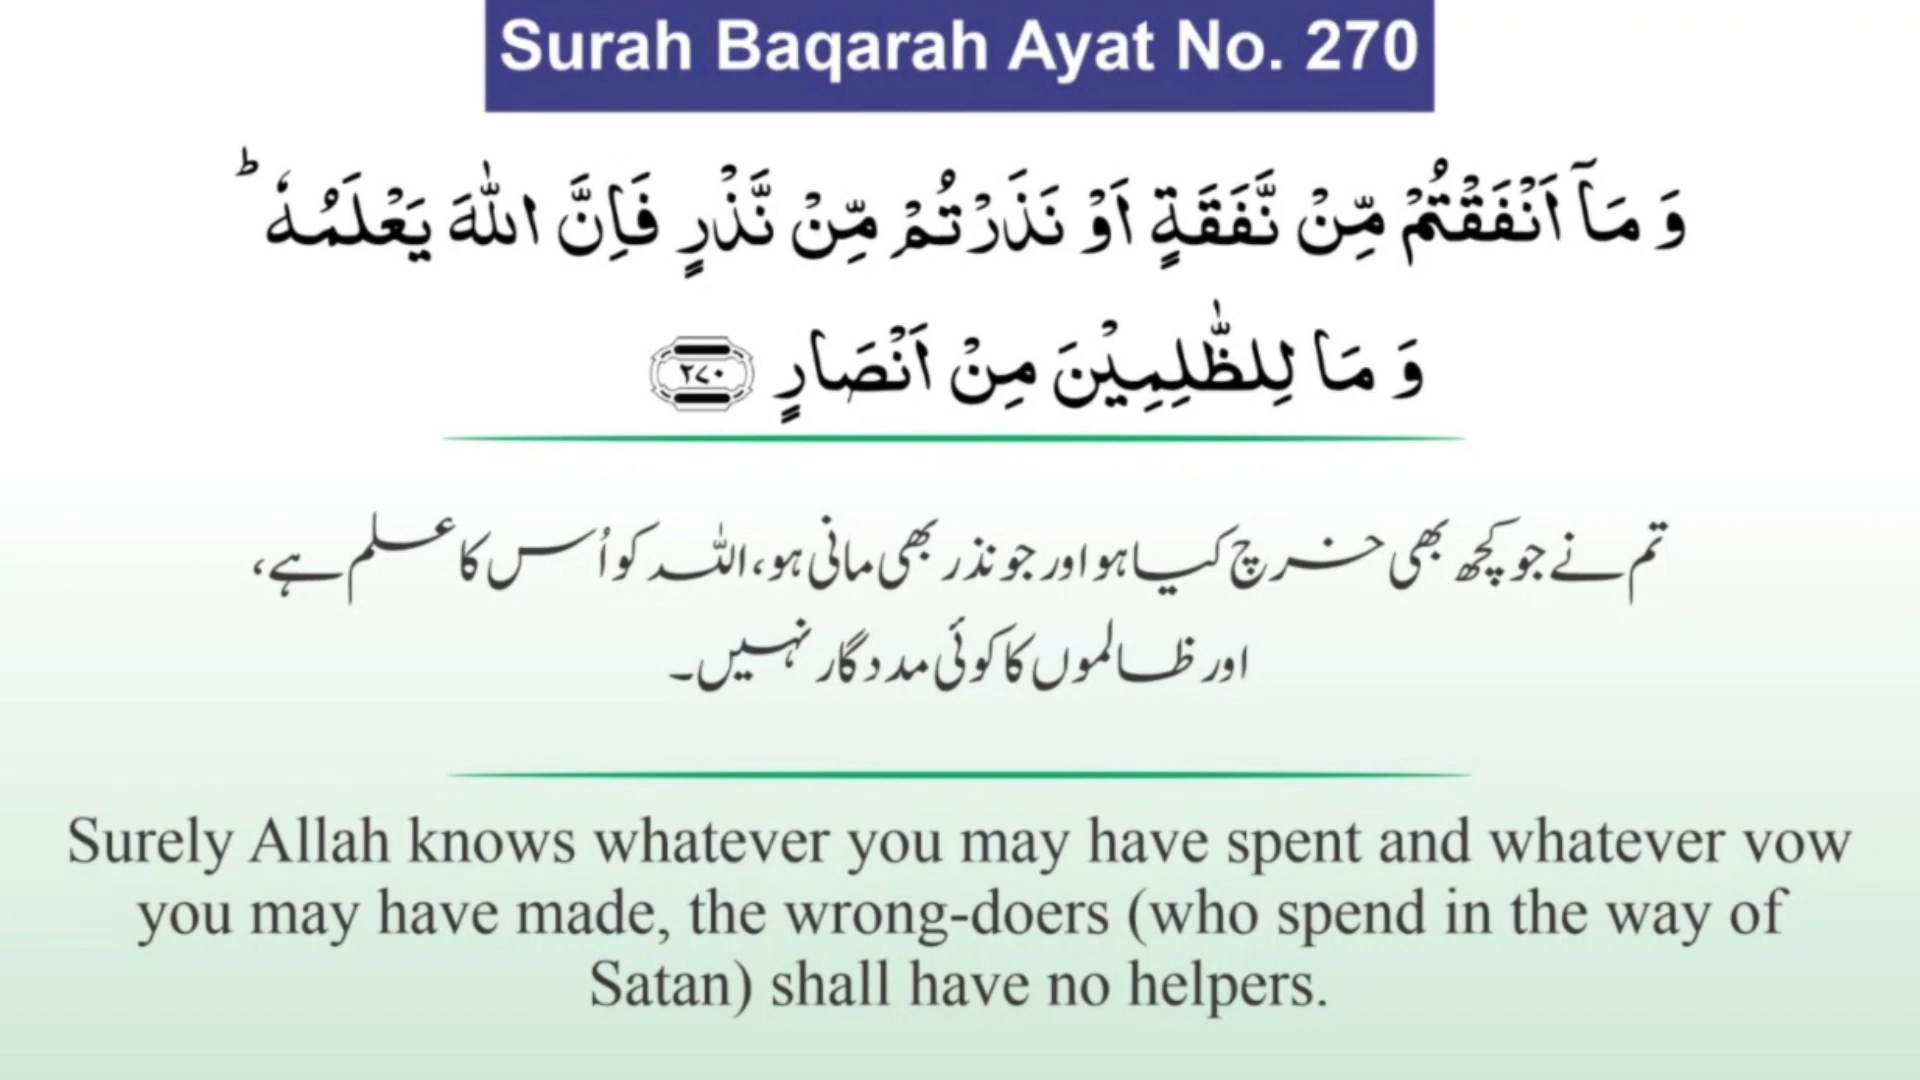 Surah Baqarah Ayat No. 270
وَ مَاۤ اَنْفَقْتُمْ مِّنْ نَّفَقَةٍ اَوْ نَذَرْتُمْ مِّنْ نَّذْرٍ فَاِنَّ اللّٰهَ یَعْلَمُهٗ ؕ
وَ مَا لِلظّٰلِمِیْنَ مِنْ اَنْصَارٍ ﴿۲۷۰﴾
تم نے جو کچھ بھی خرچ کیا ہو اور جو نذر بھی مانی ہو، اللہ کو اُس کا علم ہے،
اور ظالموں کا کوئی مددگار نہیں۔
Surely Allah knows whatever you may have spent and whatever vow
you may have made, the wrong-doers (who spend in the way of
Satan) shall have no helpers.